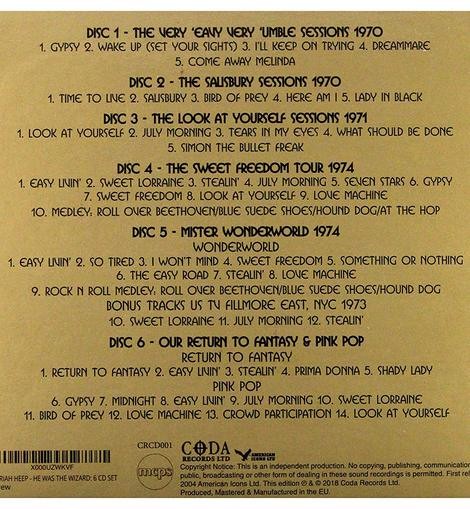 DISC 1 - THE VERY 'EAVY VERY 'UMBLE SESSIONS 1970
1. GYPSY 2. WAKE UP (SET YOUR SIGHTS) 3. I'LL KEEP ON TRYING 4. DREAMMARE
5. COME AWAY MELINDA
DISC 2 - THE SALISBURY SESSIONS 1970
1. TIME TO LIVE 2. SALISBURY 3. BIRD OF PREY 4. HERE AM I 5. LADY IN BLACK
DISC 3 - THE LOOK AT YOURSELF SESSIONS 1971
1. LOOK AT YOURSELF 2. JULY MORNING 3. TEARS IN MY EYES 4. WHAT SHOULD BE DONE
5. SIMON THE BULLET FREAK
DISC 4 - THE SWEET FREEDOM TOUR 1974
1. EASY LIVIN' 2. SWEET LORRAINE 3. STEALIN' 4. JULY MORNING 5. SEVEN STARS 6. GYPSY
7. SWEET FREEDOM 8. LOOK AT YOURSELF 9. LOVE MACHINE
10. MEDLEY; ROLL OVER BEETHOVEN/BLUE SUEDE SHOES/HOUND DOG/AT THE HOP
DISC 5 - MISTER WONDERWORLD 1974
WONDERWORLD
1. EASY LIVIN' 2. SO TIRED 3. I WON'T MIND 4. SWEET FREEDOM 5. SOMETHING OR NOTHING
6. THE EASY ROAD 7. STEALIN' 8. LOVE MACHINE
9. ROCK N ROLL MEDLEY; ROLL OVER BEETHOVEN/BLUE SUEDE SHOES/HOUND DOG
BONUS TRACKS US TV FILLMORE EAST, NYC 1973
10. SWEET LORRAINE 11. JULY MORNING 12. STEALIN'
DISC 6 - OUR RETURN TO FANTASY & PINK POP
RETURN TO FANTASY
1. RETURN TO FANTASY 2. EASY LIVIN' 3. STEALIN' 4. PRIMA DONNA 5. SHADY LADY
PINK POP
6. GYPSY 7. MIDNIGHT 8. EASY LIVIN' 9. JULY MORNING 10. SWEET LORRAINE
11. BIRD OF PREY 12. LOVE MACHINE 13. CROWD PARTICIPATION 14. LOOK AT YOURSELF
CRCD001
mcps
CODA
RECORDS LTD
AMERICAN
ICONS LTD
X000UZWKVF
RIAH HEEP - HE WAS THE WIZARD: 6 CD SET
ew
Copyright Notice: This is an independent production. No copying, publishing, communication
public, broadcasting or other form of dealing in these sound recordings is permitted. First rele
2004 American Icons Ltd. This edition ℗ & © 2018 Coda Records Ltd.
Produced, Mastered & Manufactured in the EU.